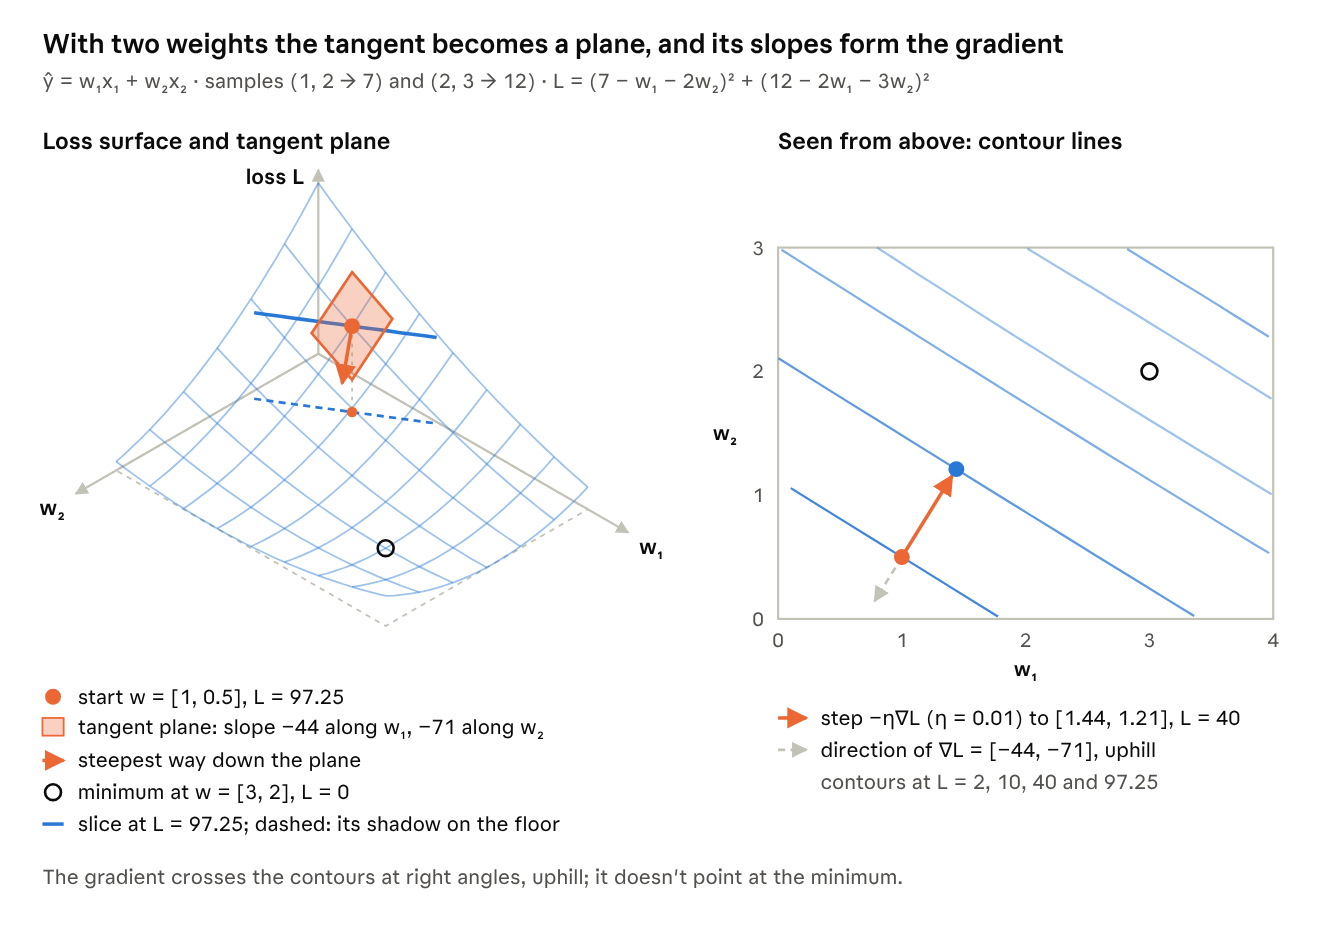 With two weights the tangent becomes a plane, and its slopes form the gradient
ŷ = w₁x₁ + w₂x₂ · samples (1, 2 → 7) and (2, 3 → 12) · L = (7 − w₁ − 2w₂)² + (12 − 2w₁ − 3w₂)²
Loss surface and tangent plane
loss L
w₂
w₁
start w = [1, 0.5], L = 97.25
tangent plane: slope −44 along w₁, −71 along w₂
steepest way down the plane
minimum at w = [3, 2], L = 0
slice at L = 97.25; dashed: its shadow on the floor
Seen from above: contour lines
3
2
w₂
1
0
0 1 2 3 4
w₁
step −η∇L (η = 0.01) to [1.44, 1.21], L = 40
direction of ∇L = [−44, −71], uphill
contours at L = 2, 10, 40 and 97.25
The gradient crosses the contours at right angles, uphill; it doesn't point at the minimum.